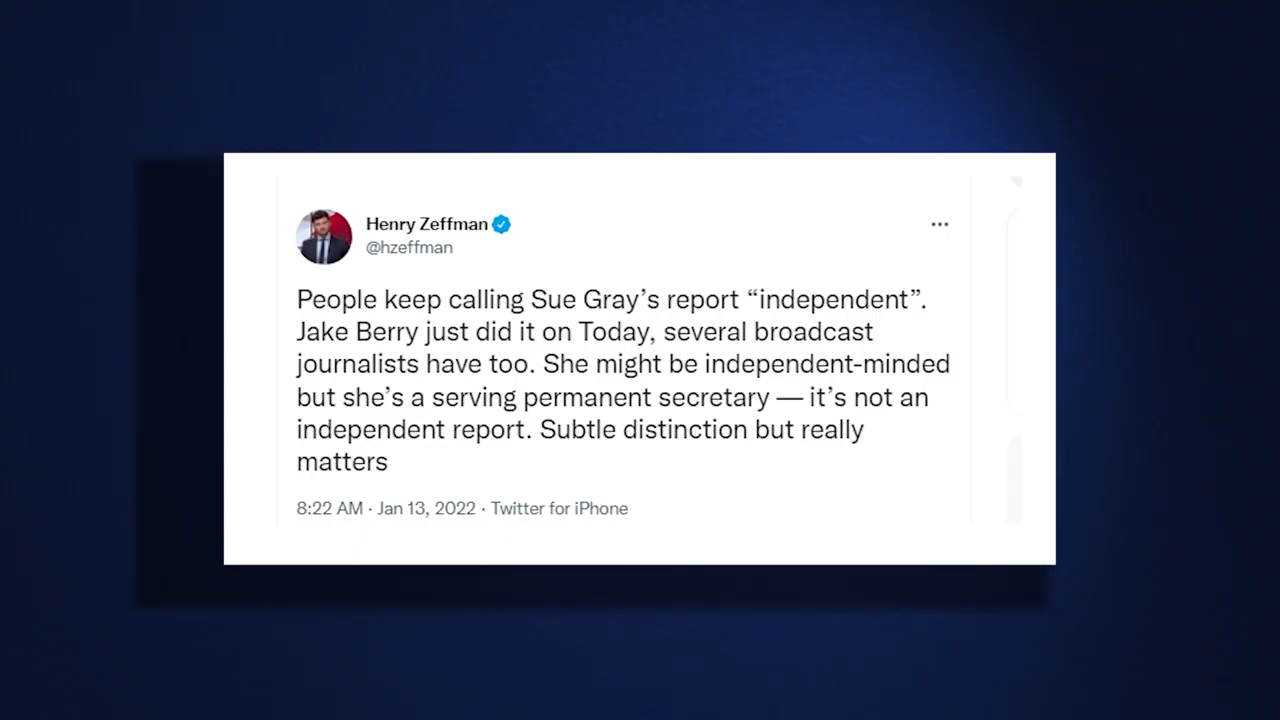 Henry Zeffman
@hzeffman
People keep calling Sue Gray’s report “independent”.
Jake Berry just did it on Today, several broadcast
journalists have too. She might be independent-minded
but she’s a serving permanent secretary — it’s not an
independent report. Subtle distinction but really
matters
8:22 AM · Jan 13, 2022 · Twitter for iPhone